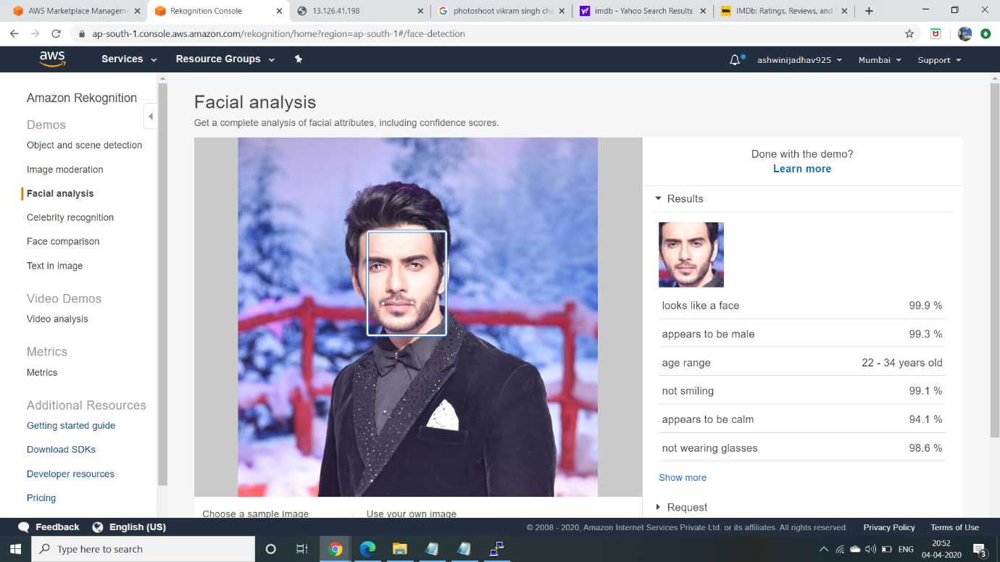 AWS Marketplace Manageme
Rekognition Console
13.126.41.198
photoshoot vikram singh cha
imdb - Yahoo Search Results
IMDb: Ratings, Reviews, and
ap-south-1.console.aws.amazon.com/rekognition/home?region=ap-south-1#/face-detection
aws
Services
Resource Groups
ashwinijadhav925
Mumbai
Support
Amazon Rekognition
Demos
Object and scene detection
Image moderation
Facial analysis
Celebrity recognition
Face comparison
Text in image
Video Demos
Video analysis
Metrics
Metrics
Additional Resources
Getting started guide
Download SDKs
Developer resources
Pricing
Facial analysis
Get a complete analysis of facial attributes, including confidence scores.
Choose a sample image
Use your own image
Done with the demo?
Learn more
Results
looks like a face 99.9 %
appears to be male 99.3 %
age range 22 - 34 years old
not smiling 99.1 %
appears to be calm 94.1 %
not wearing glasses 98.6 %
Show more
Request
Feedback
English (US)
© 2008 - 2020, Amazon Internet Services Private Ltd. or its affiliates. All rights reserved.
Privacy Policy
Terms of Use
Type here to search
ENG
20:52
04-04-2020
3